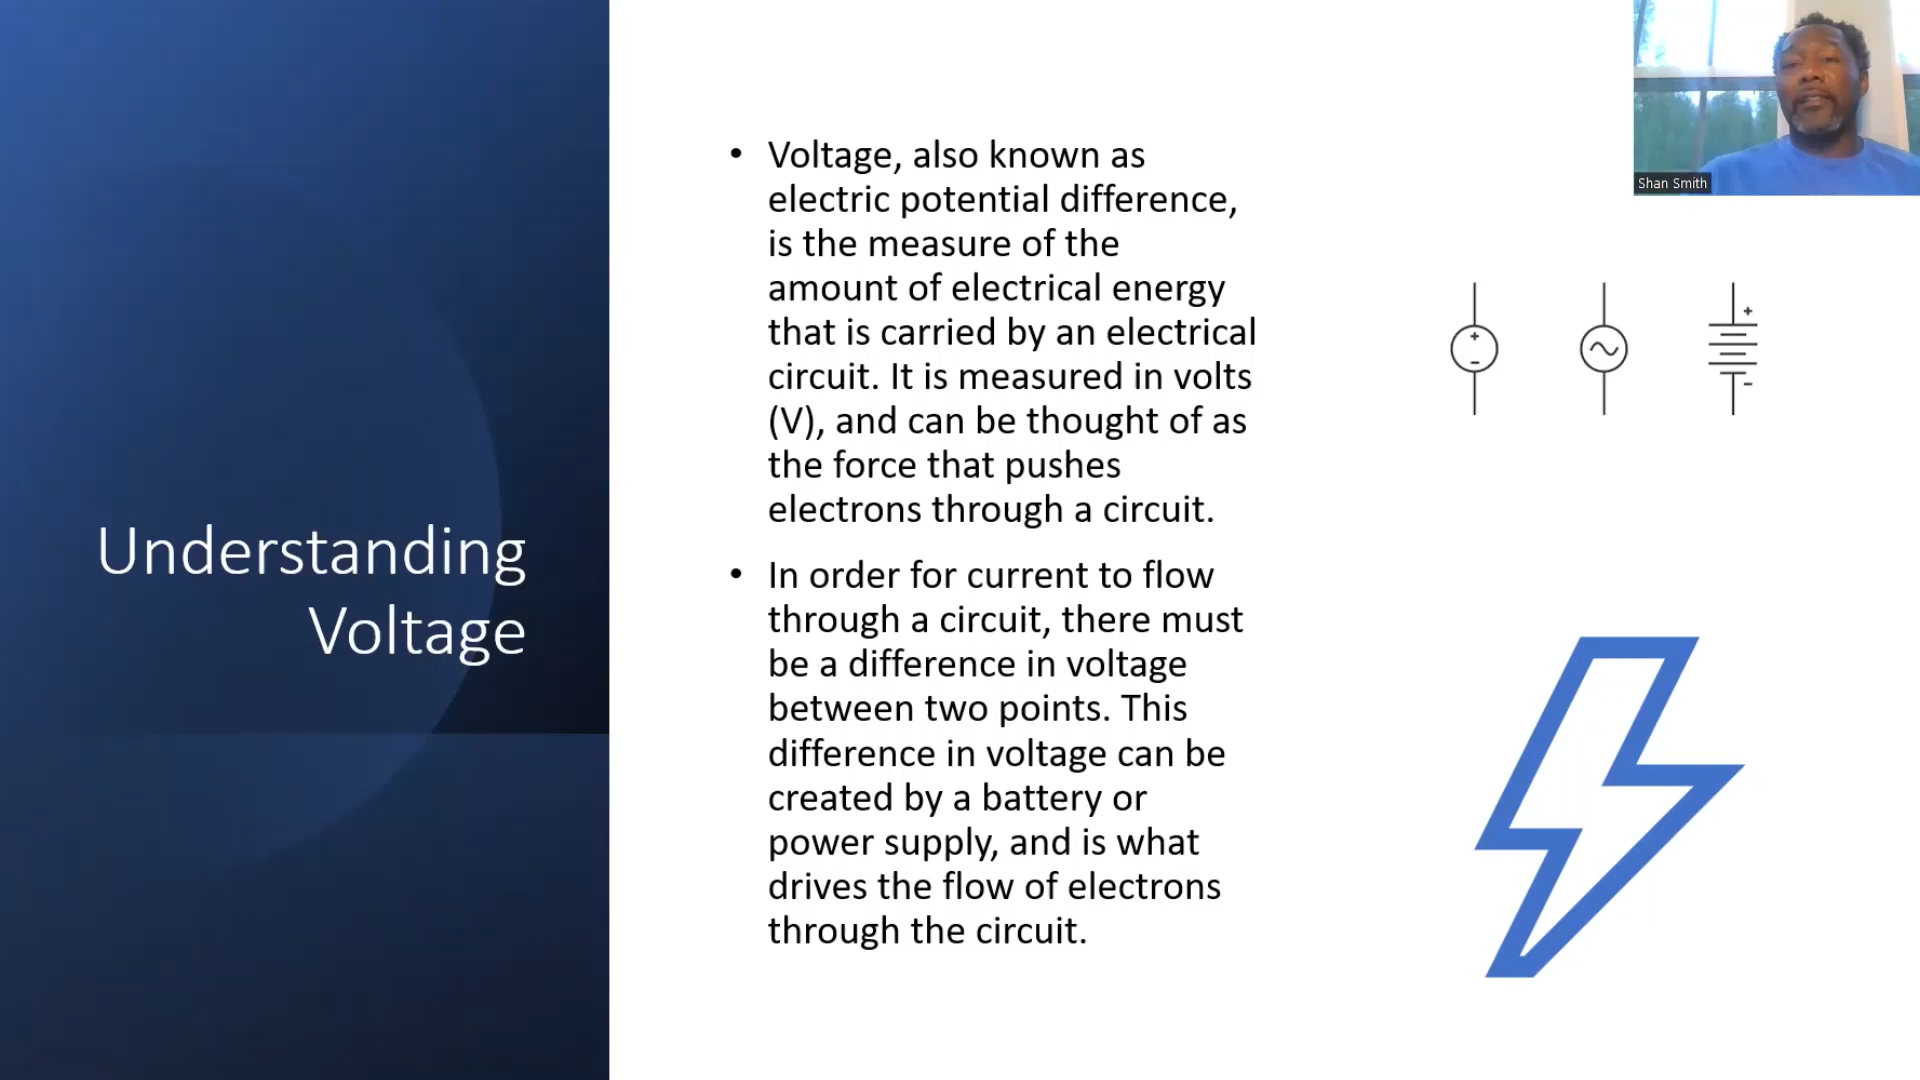 Understanding
Voltage
• Voltage, also known as
electric potential difference,
is the measure of the
amount of electrical energy
that is carried by an electrical
circuit. It is measured in volts
(V), and can be thought of as
the force that pushes
electrons through a circuit.
• In order for current to flow
through a circuit, there must
be a difference in voltage
between two points. This
difference in voltage can be
created by a battery or
power supply, and is what
drives the flow of electrons
through the circuit.
Shan Smith
+
-
+
-